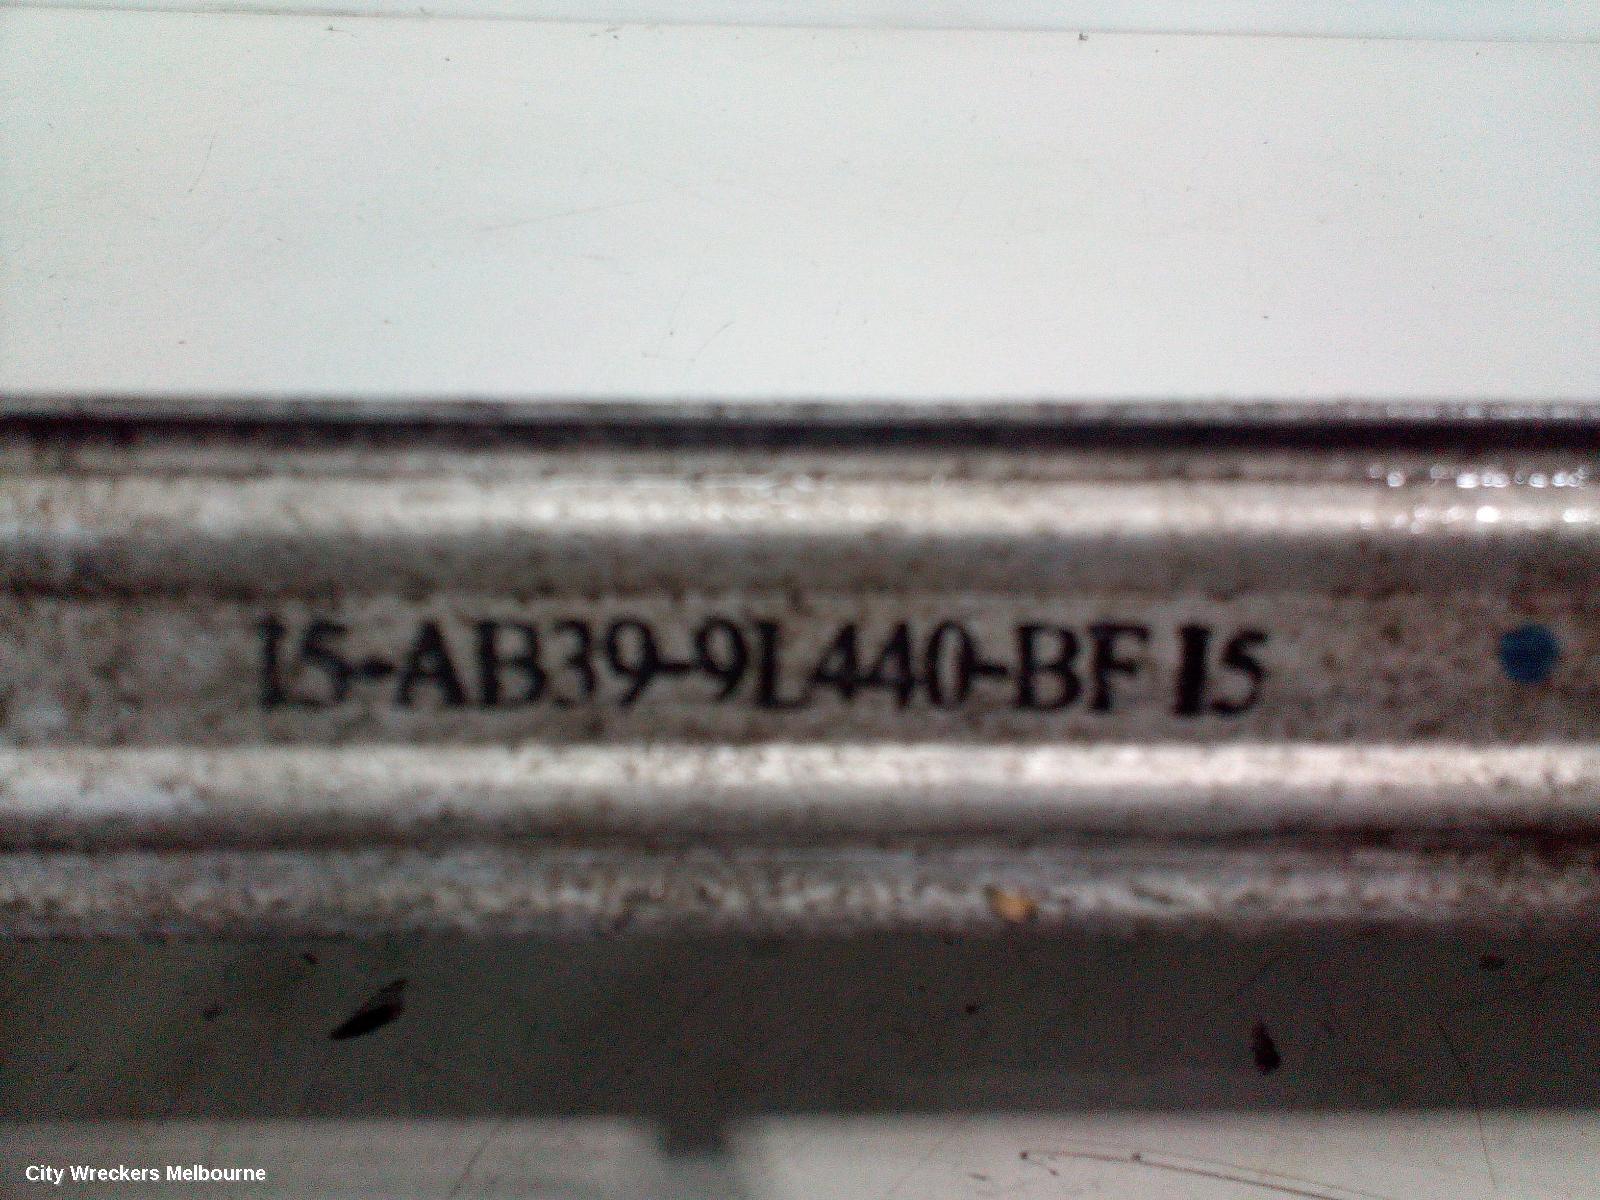 I5-AB39-9L440-BF I5
City Wreckers Melbourne